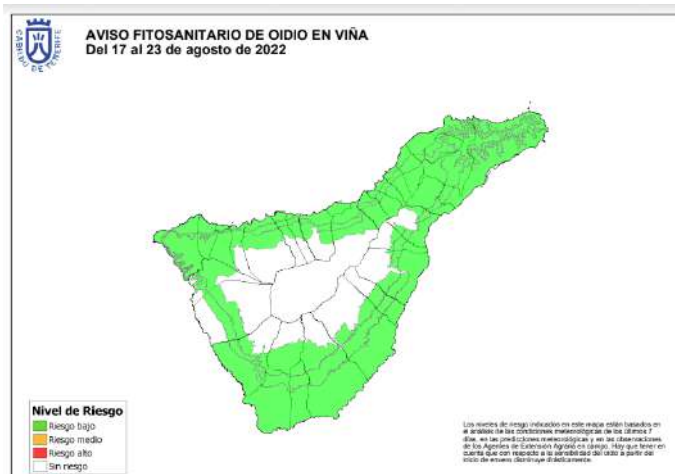 CABILDO DE TENERIFE
AVISO FITOSANITARIO DE OIDIO EN VIÑA
Del 17 al 23 de agosto de 2022
Nivel de Riesgo
Riesgo bajo
Riesgo medio
Riesgo alto
Sin riesgo
Los niveles de riesgo indicados en este mapa están basados en
el análisis de las condiciones meteorológicas de los últimos 7
días, en las predicciones meteorológicas y en las observaciones
de los Agentes de Extensión Agraria en campo. Hay que tener en
cuenta que con respecto a la sensibilidad del oidio a partir del
inicio de envero disminuye drásticamente.